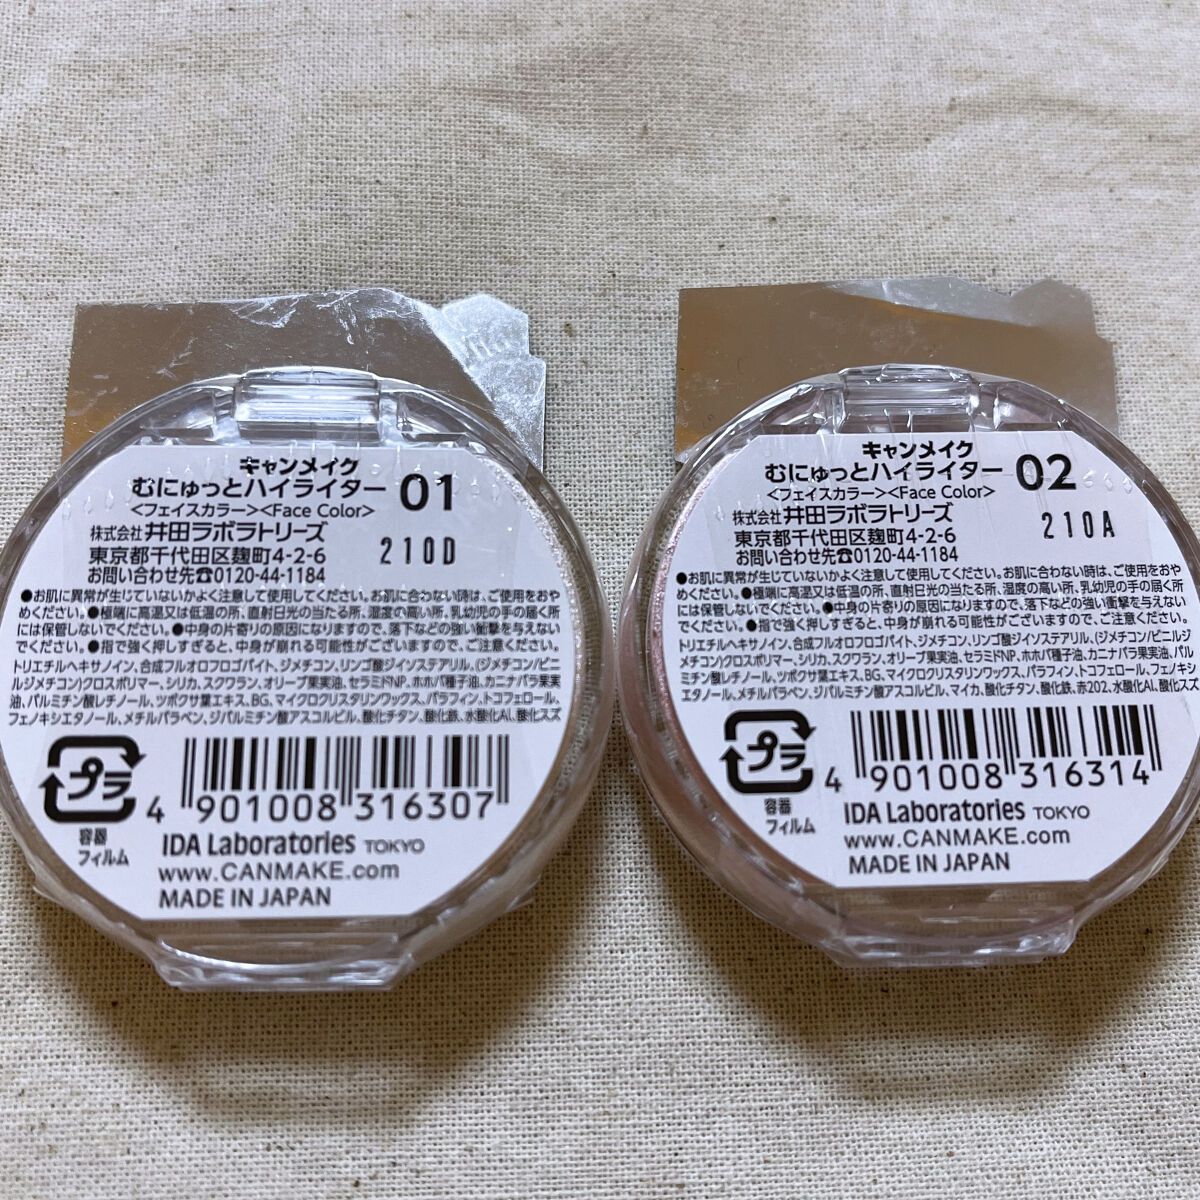 キャンメイク
むにゅっとハイライター 01
<フェイスカラー><Face Color>
株式会社 井田ラボラトリーズ
東京都千代田区麹町4-2-6 210D
お問い合わせ先☎0120-44-1184
●お肌に異常が生じていないかよく注意して使用してください。お肌に合わない時は、ご使用をおや
めください。●極端に高温又は低温の所、直射日光の当たる所、湿度の高い所、乳幼児の手の届く所
には保管しないでください。●中身の片寄りの原因になりますので、落下などの強い衝撃を与えない
でください。●指で強く押しすぎると、中身が崩れる可能性がございますので、ご注意ください。
トリエチルヘキサノイン、合成フルオロフロゴパイト、ジメチコン、リンゴ酸ジイソステアリル、(ジメチコン/ビニ
ルジメチコン)クロスポリマー、シリカ、スクワラン、オリーブ果実油、セラミドNP、ホホバ種子油、カニナバラ果実
油、パルミチン酸レチノール、ツボクサ葉エキス、BG、マイクロクリスタリンワックス、パラフィン、トコフェロール、
フェノキシエタノール、メチルパラベン、ジパルミチン酸アスコルビル、酸化チタン、酸化鉄、水酸化Al、酸化スズ
プラ
容器
フィルム
4 901008 316307
IDA Laboratories TOKYO
www.CANMAKE.com
MADE IN JAPAN
キャンメイク
むにゅっとハイライター 02
<フェイスカラー><Face Color>
株式会社 井田ラボラトリーズ 210A
東京都千代田区麹町4-2-6
お問い合わせ先☎0120-44-1184
●お肌に異常が生じていないかよく注意して使用してください。お肌に合わない時は、ご使用をおや
めください。●極端に高温又は低温の所、直射日光の当たる所、湿度の高い所、乳幼児の手の届く所
には保管しないでください。●中身の片寄りの原因になりますので、落下などの強い衝撃を与えない
でください。●指で強く押しすぎると、中身が崩れる可能性がございますので、ご注意ください。
トリエチルヘキサノイン、合成フルオロフロゴパイト、ジメチコン、リンゴ酸ジイソステアリル、(ジメチコン/ビニルジ
メチコン)クロスポリマー、シリカ、スクワラン、オリーブ果実油、セラミドNP、ホホバ種子油、カニナバラ果実油、パル
ミチン酸レチノール、ツボクサ葉エキス、BG、マイクロクリスタリンワックス、パラフィン、トコフェロール、フェノキシ
エタノール、メチルパラベン、ジパルミチン酸アスコルビル、マイカ、酸化チタン、酸化鉄、赤202、水酸化Al、酸化スズ
プラ
容器
フィルム
4 901008 316314
IDA Laboratories TOKYO
www.CANMAKE.com
MADE IN JAPAN